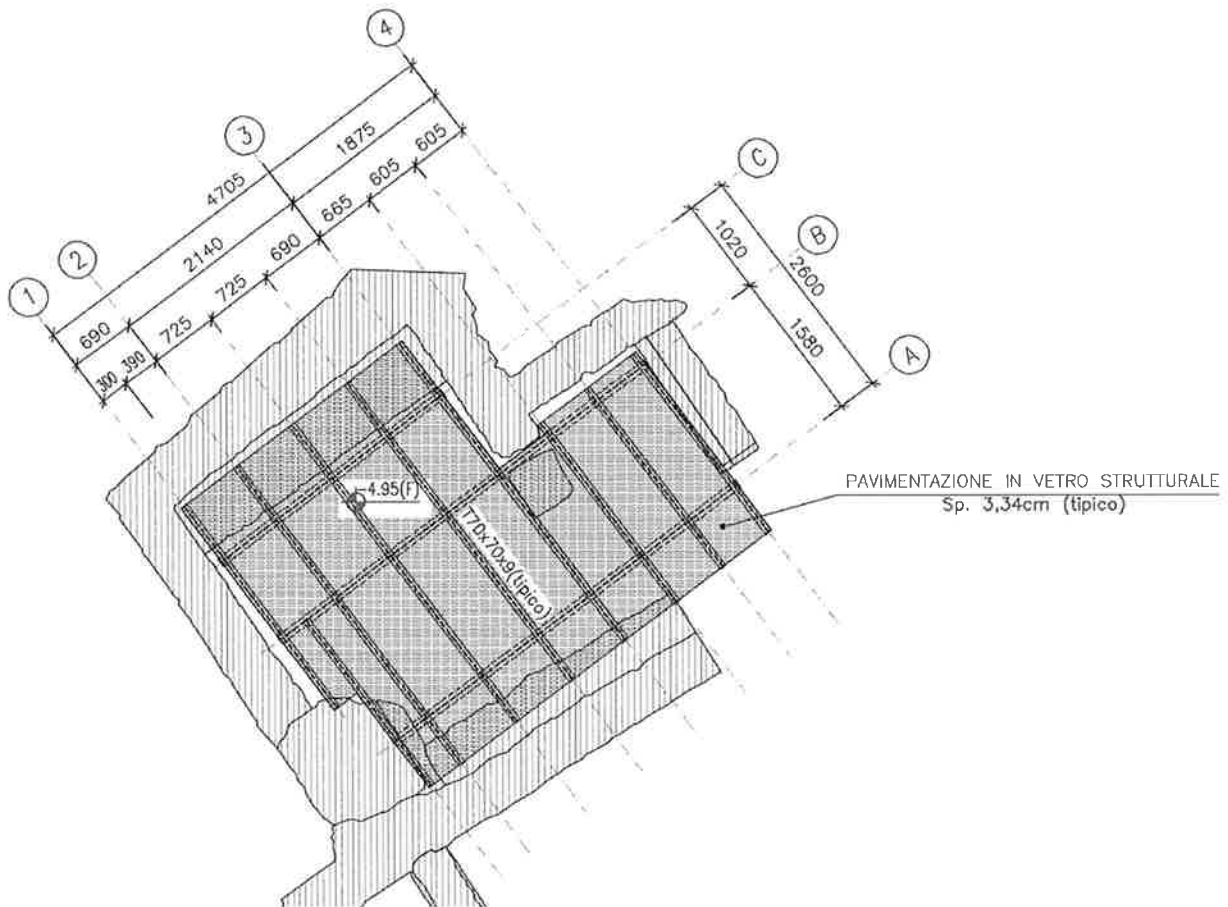 4
3
4705
1875
605
605
665
690
2140
725
725
2
1
690
390
300
C
B
A
1020
2600
1580
-4.95(F)
T70x70x9(tipico)
PAVIMENTAZIONE IN VETRO STRUTTURALE
Sp. 3,34cm (tipico)